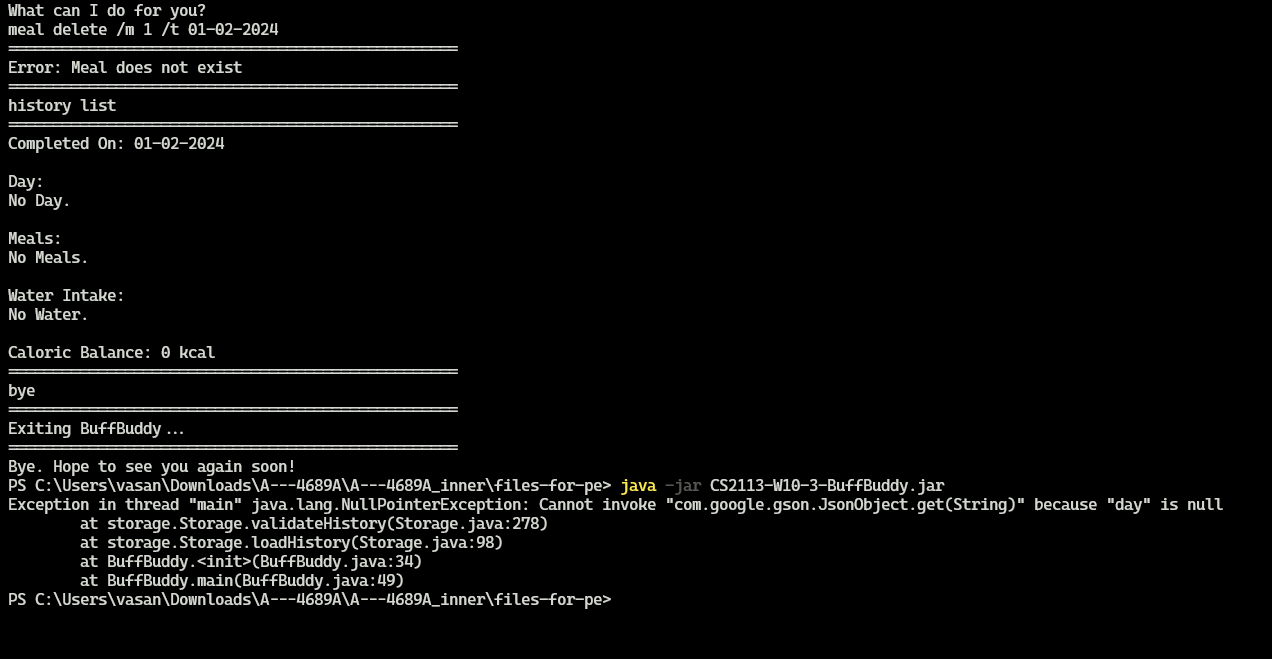 What can I do for you?
meal delete /m 1 /t 01-02-2024
==================================================
Error: Meal does not exist
==================================================
history list
==================================================
Completed On: 01-02-2024
Day:
No Day.
Meals:
No Meals.
Water Intake:
No Water.
Caloric Balance: 0 kcal
==================================================
bye
==================================================
Exiting BuffBuddy...
==================================================
Bye. Hope to see you again soon!
PS C:\Users\vasan\Downloads\A---4689A\A---4689A_inner\files-for-pe> java -jar CS2113-W10-3-BuffBuddy.jar
Exception in thread "main" java.lang.NullPointerException: Cannot invoke "com.google.gson.JsonObject.get(String)" because "day" is null
        at storage.Storage.validateHistory(Storage.java:278)
        at storage.Storage.loadHistory(Storage.java:98)
        at BuffBuddy.<init>(BuffBuddy.java:34)
        at BuffBuddy.main(BuffBuddy.java:49)
PS C:\Users\vasan\Downloads\A---4689A\A---4689A_inner\files-for-pe>